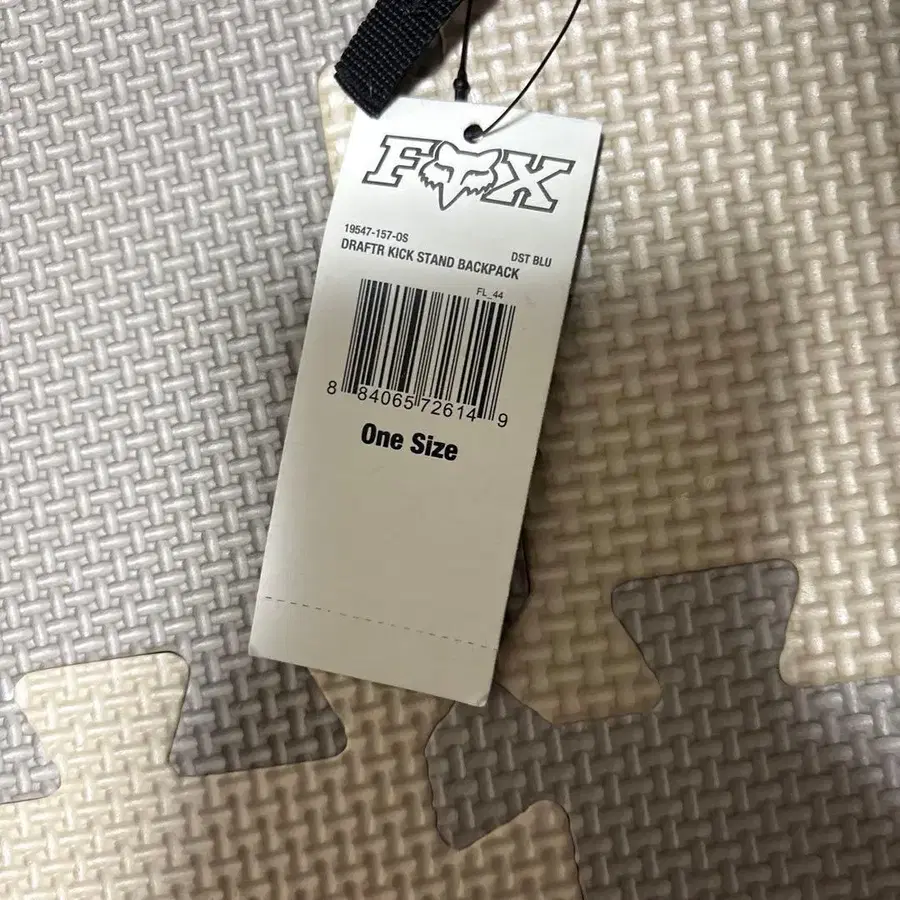 FOX
19547-157-OS
DST BLU
DRAFTR KICK STAND BACKPACK
FL_44
8 84065 72614 9
One Size